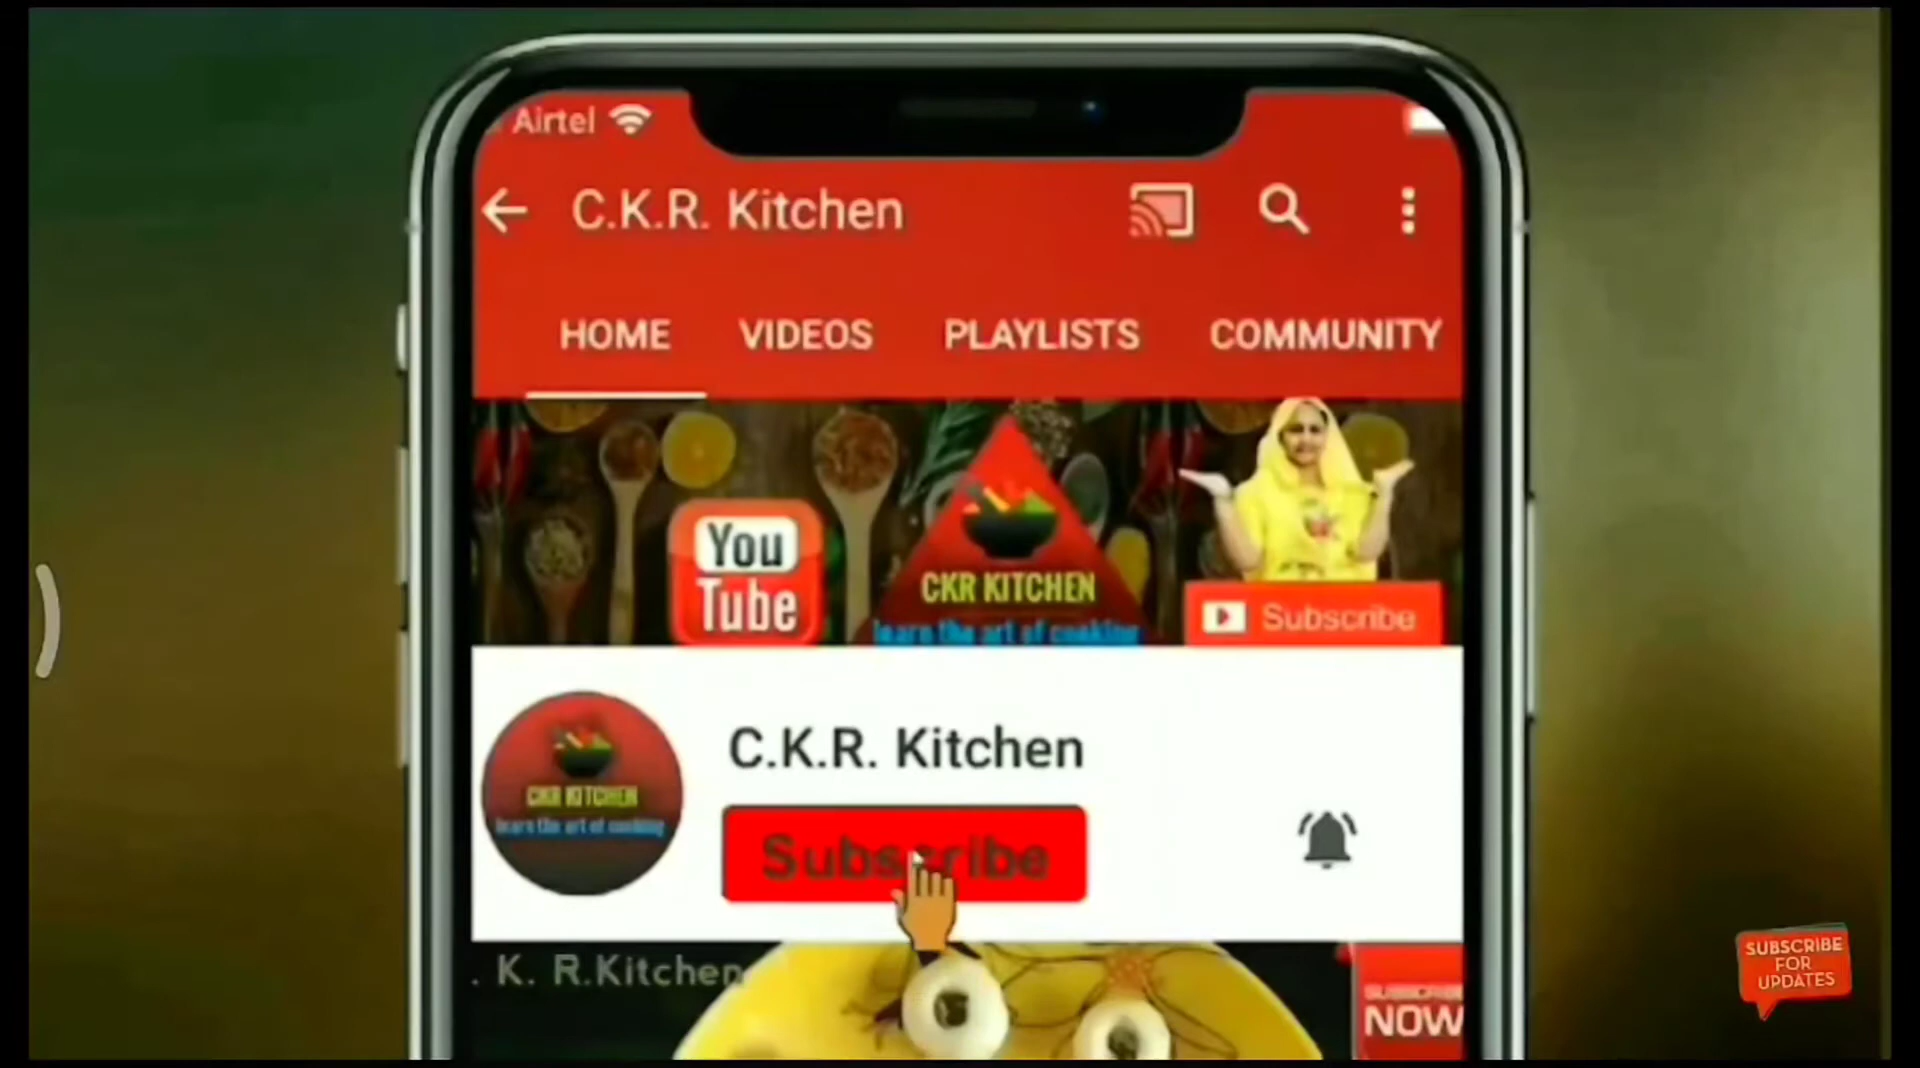 Airtel
C.K.R. Kitchen
HOME VIDEOS PLAYLISTS COMMUNITY
You
Tube
CKR KITCHEN
learn the art of cooking
Subscribe
C.K.R. Kitchen
CKR KITCHEN
learn the art of cooking
Subscribe
. K. R.Kitchen
SUBSCRIBE
NOW
SUBSCRIBE
FOR
UPDATES